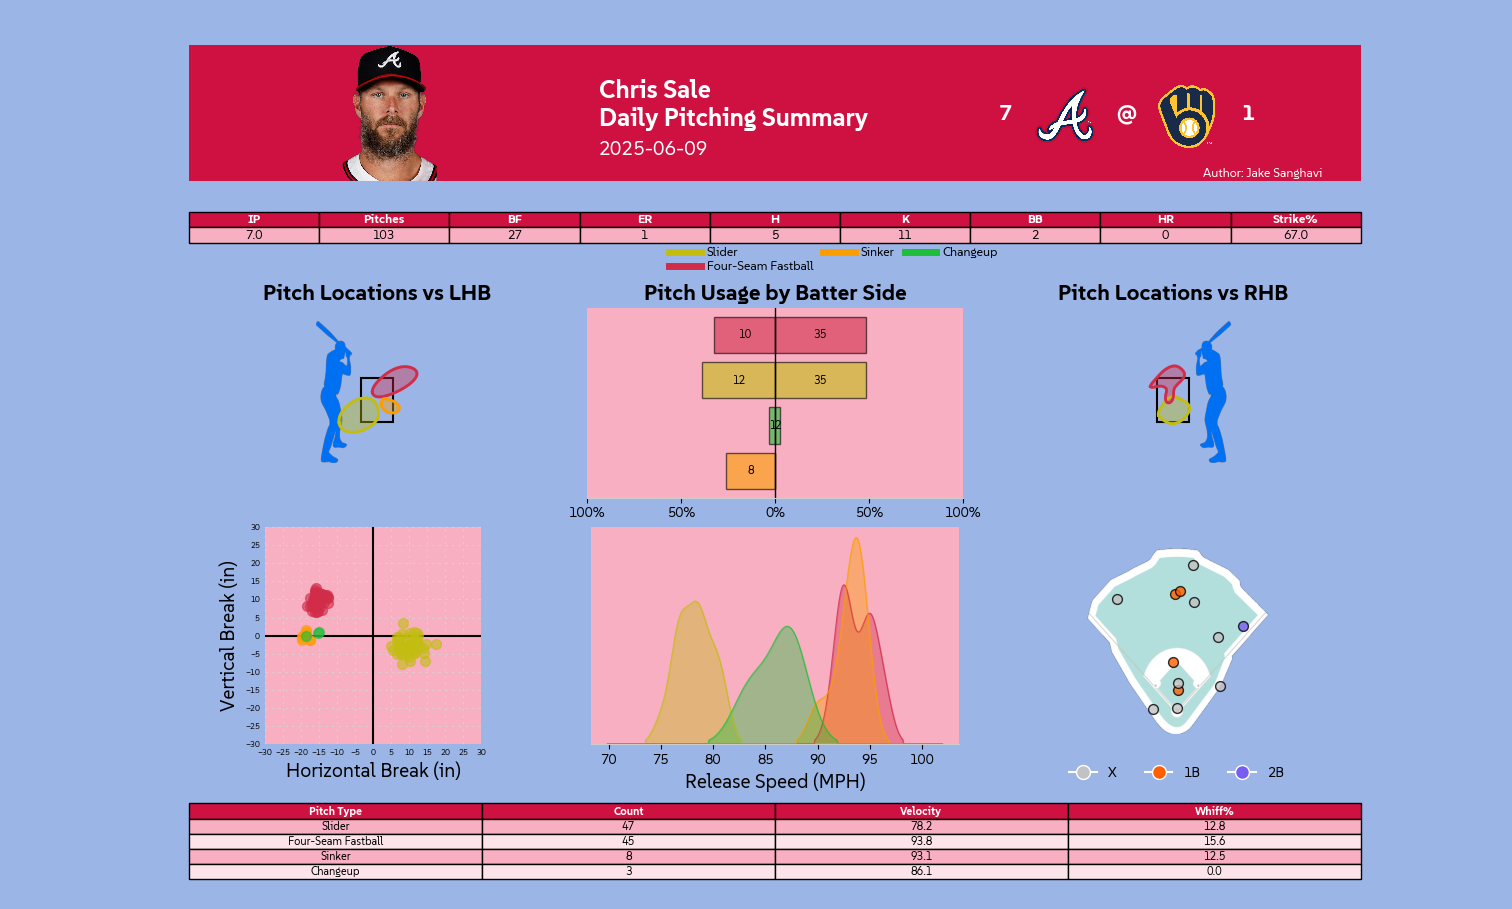 Chris Sale
Daily Pitching Summary
2025-06-09
7 @ 1
Author: Jake Sanghavi
IP Pitches BF ER H K BB HR Strike%
7.0 103 27 1 5 11 2 0 67.0
Slider Sinker Changeup
Four-Seam Fastball
Pitch Locations vs LHB
Pitch Usage by Batter Side
10 35
12 35
1 2
8
100% 50% 0% 50% 100%
Pitch Locations vs RHB
Vertical Break (in)
30
25
20
15
10
5
0
−5
−10
−15
−20
−25
−30
−30 −25 −20 −15 −10 −5 0 5 10 15 20 25 30
Horizontal Break (in)
70 75 80 85 90 95 100
Release Speed (MPH)
X 1B 2B
Pitch Type Count Velocity Whiff%
Slider 47 78.2 12.8
Four-Seam Fastball 45 93.8 15.6
Sinker 8 93.1 12.5
Changeup 3 86.1 0.0